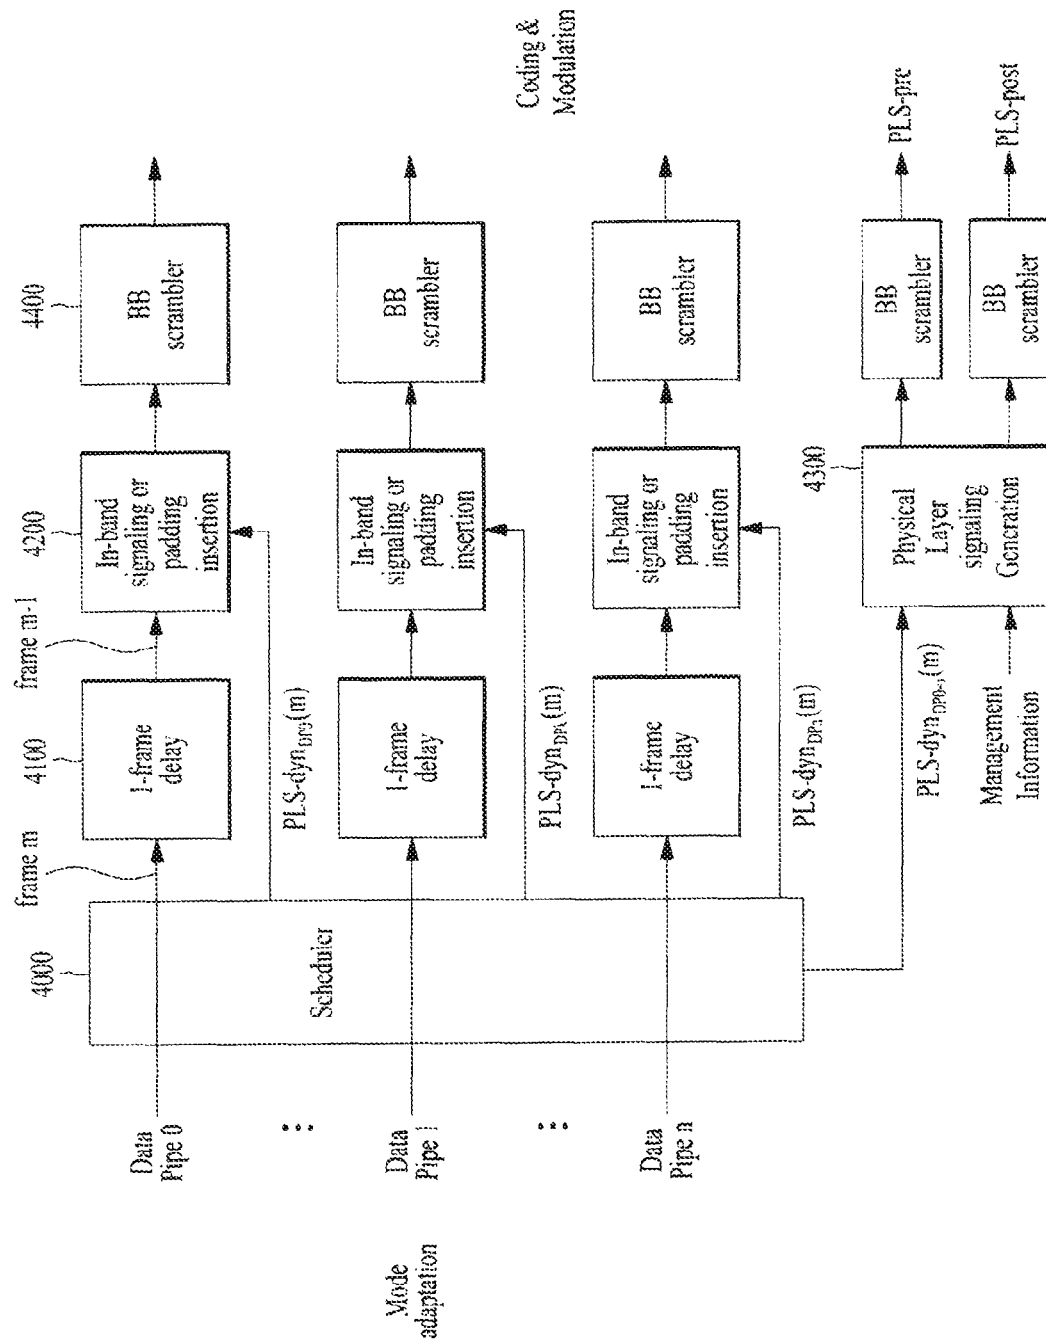 Mode
adaptation
Data
Pipe 0
Data
Pipe 1
Data
Pipe n
4000
Scheduler
frame m
4100
1-frame
delay
frame m-1
4200
In-band
signaling or
padding
insertion
4400
BB
scrambler
PLS-dyn
(m)
1-frame
delay
In-band
signaling or
padding
insertion
BB
scrambler
PLS-dyn
(m)
1-frame
delay
In-band
signaling or
padding
insertion
BB
scrambler
PLS-dyn
(m)
4300
Physical
Layer
signaling
Generation
PLS-dyn
(m)
Management
Information
BB
scrambler
PLS-pre
BB
scrambler
PLS-post
Coding &
Modulation